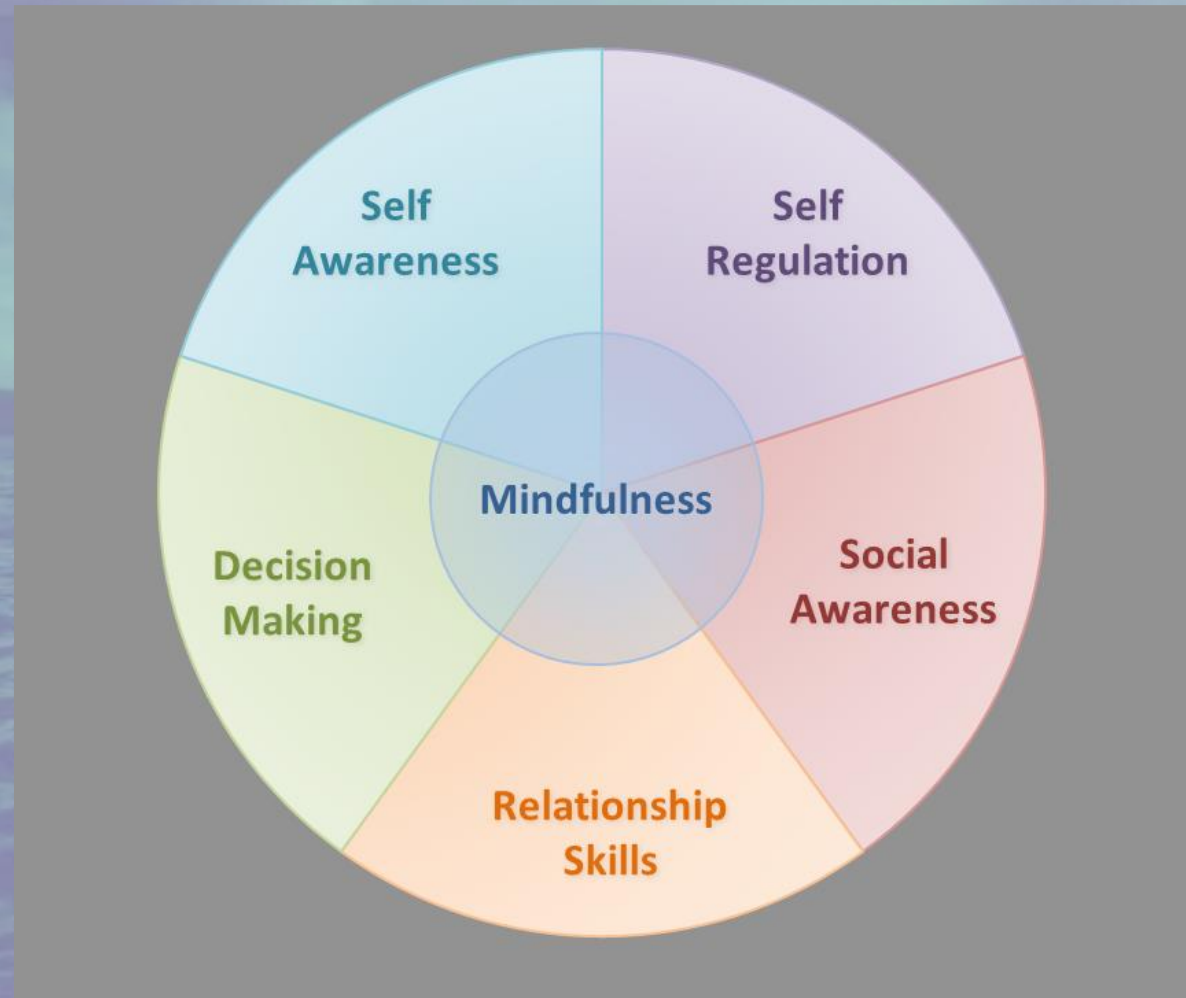 Self
Awareness
Self
Regulation
Mindfulness
Decision
Making
Social
Awareness
Relationship
Skills